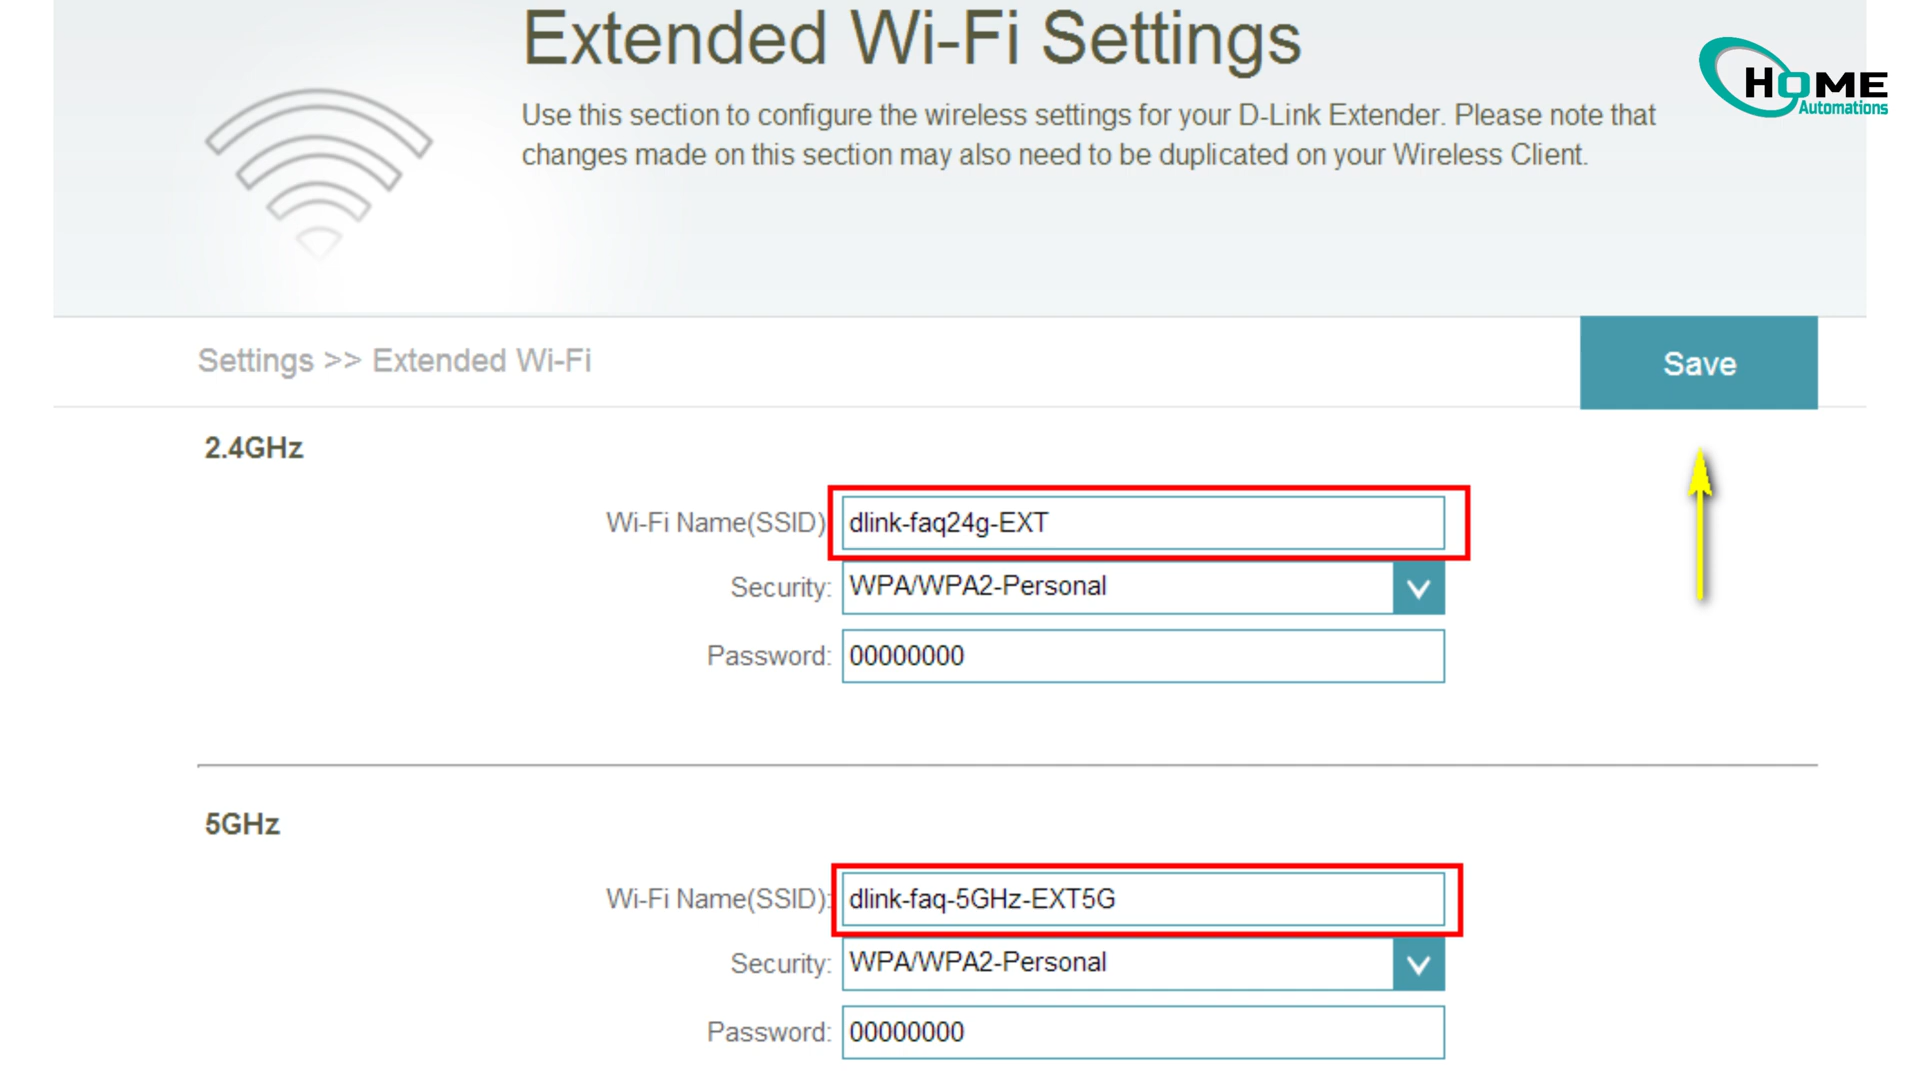 Extended Wi-Fi Settings
HOME
Automations
Use this section to configure the wireless settings for your D-Link Extender. Please note that
changes made on this section may also need to be duplicated on your Wireless Client.
Settings >> Extended Wi-Fi
Save
2.4GHz
Wi-Fi Name(SSID) dlink-faq24g-EXT
Security: WPA/WPA2-Personal
Password: 00000000
5GHz
Wi-Fi Name(SSID): dlink-faq-5GHz-EXT5G
Security: WPA/WPA2-Personal
Password: 00000000